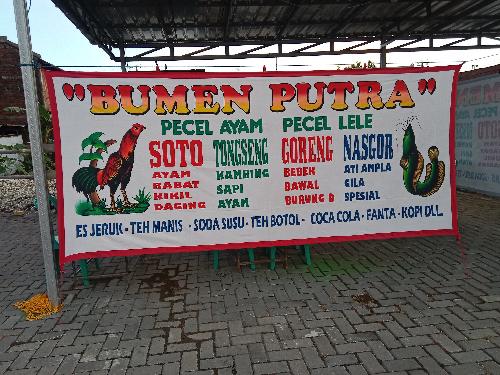 "BUMEN PUTRA"
PECEL AYAM PECEL LELE
SOTO TONGSENG GORENG NASGOR
AYAM KAMBING BEBEK ATI AMPLA
BABAT SAPI BAWAL GILA
KIKIL AYAM BURUNG D SPESIAL
DAGING
ES JERUK - TEH MANIS - SODA SUSU - TEH BOTOL - COCA COLA - FANTA - KOPI DLL.